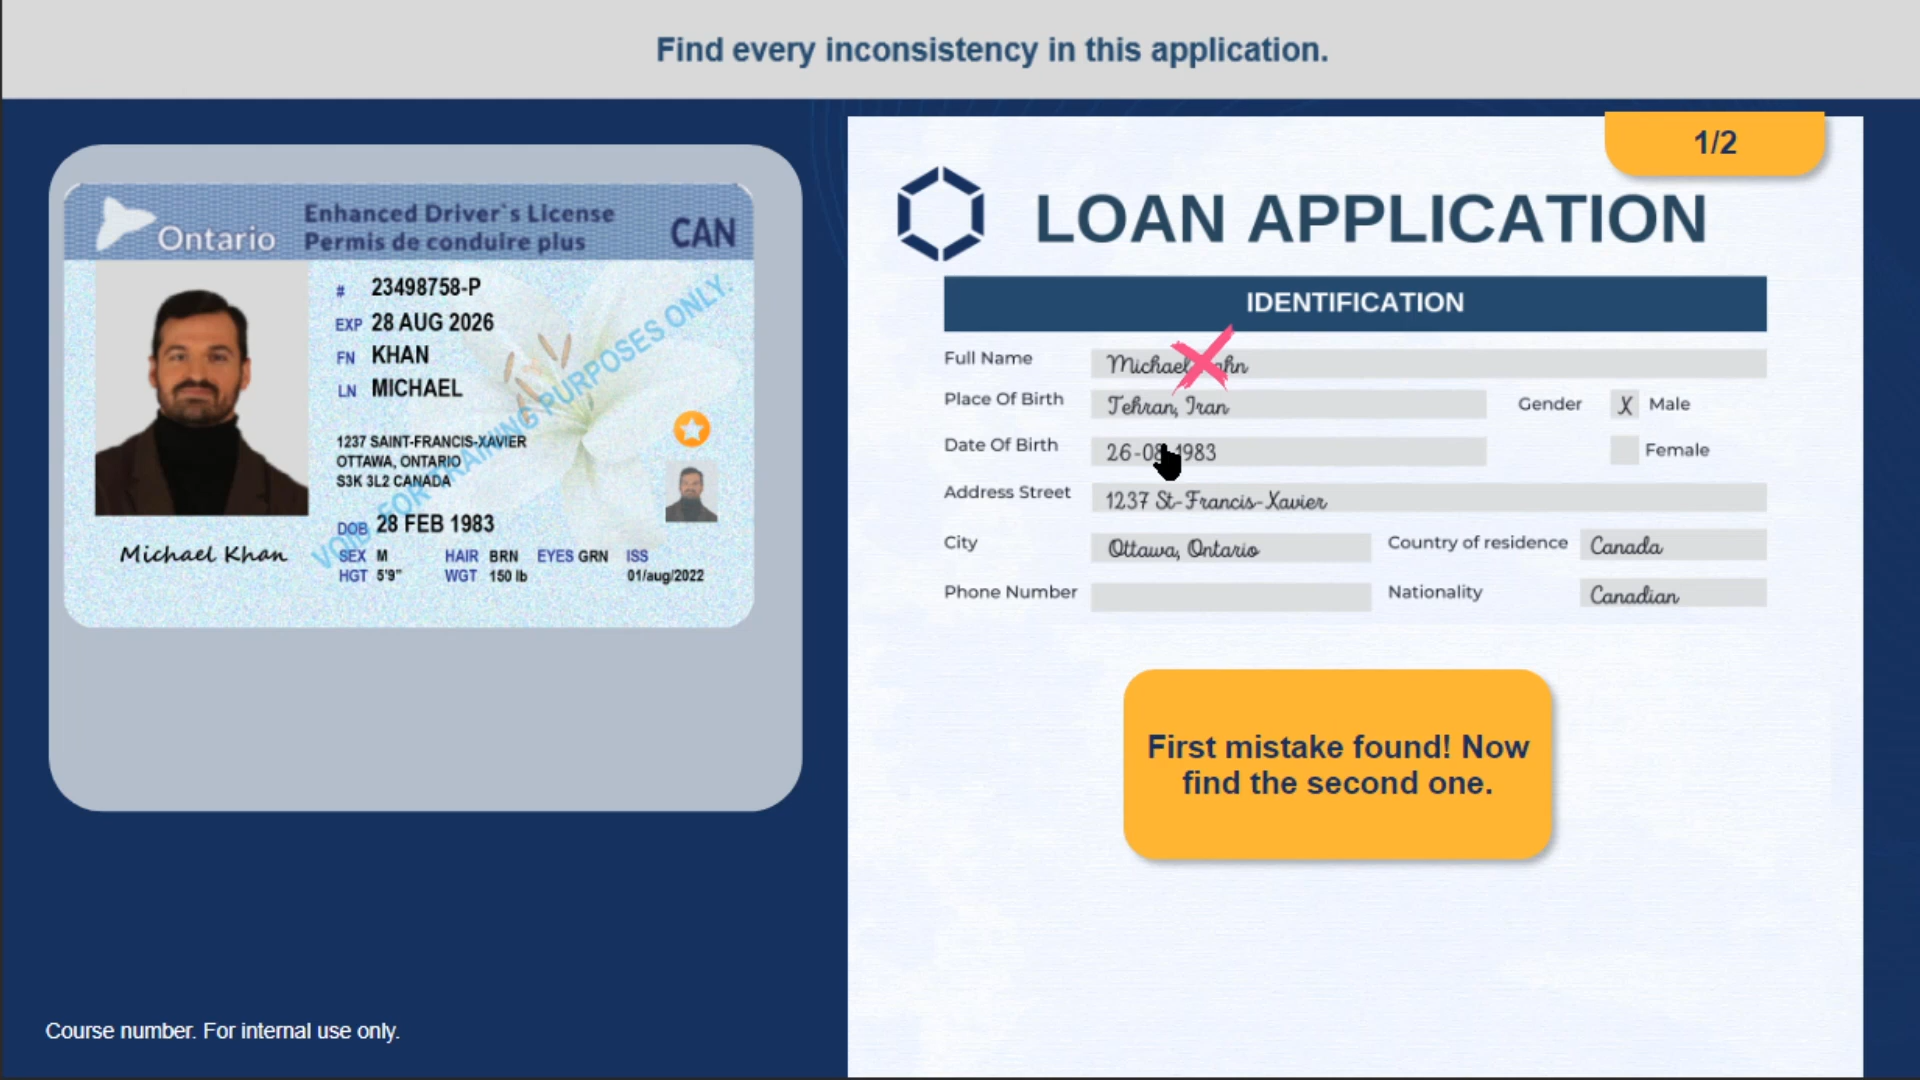 Find every inconsistency in this application.
1/2
Ontario
Enhanced Driver`s License
Permis de conduire plus
CAN
# 23498758-P
EXP 28 AUG 2026
FN KHAN
LN MICHAEL
1237 SAINT-FRANCIS-XAVIER
OTTAWA, ONTARIO
S3K 3L2 CANADA
DOB 28 FEB 1983
SEX M HAIR BRN EYES GRN ISS
HGT 5'9" WGT 150 lb 01/aug/2022
Michael Khan
VOID FOR TRAINING PURPOSES ONLY.
LOAN APPLICATION
IDENTIFICATION
Full Name Michael
Place Of Birth Tehran, Iran Gender X Male
Date Of Birth 26-08-1983 Female
Address Street 1237 St-Francis-Xavier
City Ottawa, Ontario Country of residence Canada
Phone Number Nationality Canadian
First mistake found! Now
find the second one.
Course number. For internal use only.